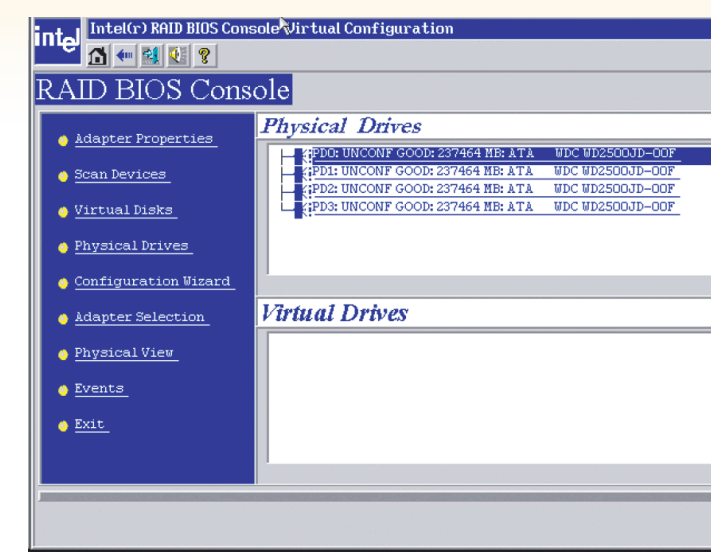 intel
Intel(r) RAID BIOS Console Virtual Configuration
?
RAID BIOS Console
Adapter Properties
Scan Devices
Virtual Disks
Physical Drives
Configuration Wizard
Adapter Selection
Physical View
Events
Exit
Physical Drives
PD0: UNCONF GOOD: 237464 MB: ATA WDC WD2500JD-00F
PD1: UNCONF GOOD: 237464 MB: ATA WDC WD2500JD-00F
PD2: UNCONF GOOD: 237464 MB: ATA WDC WD2500JD-00F
PD3: UNCONF GOOD: 237464 MB: ATA WDC WD2500JD-00F
Virtual Drives